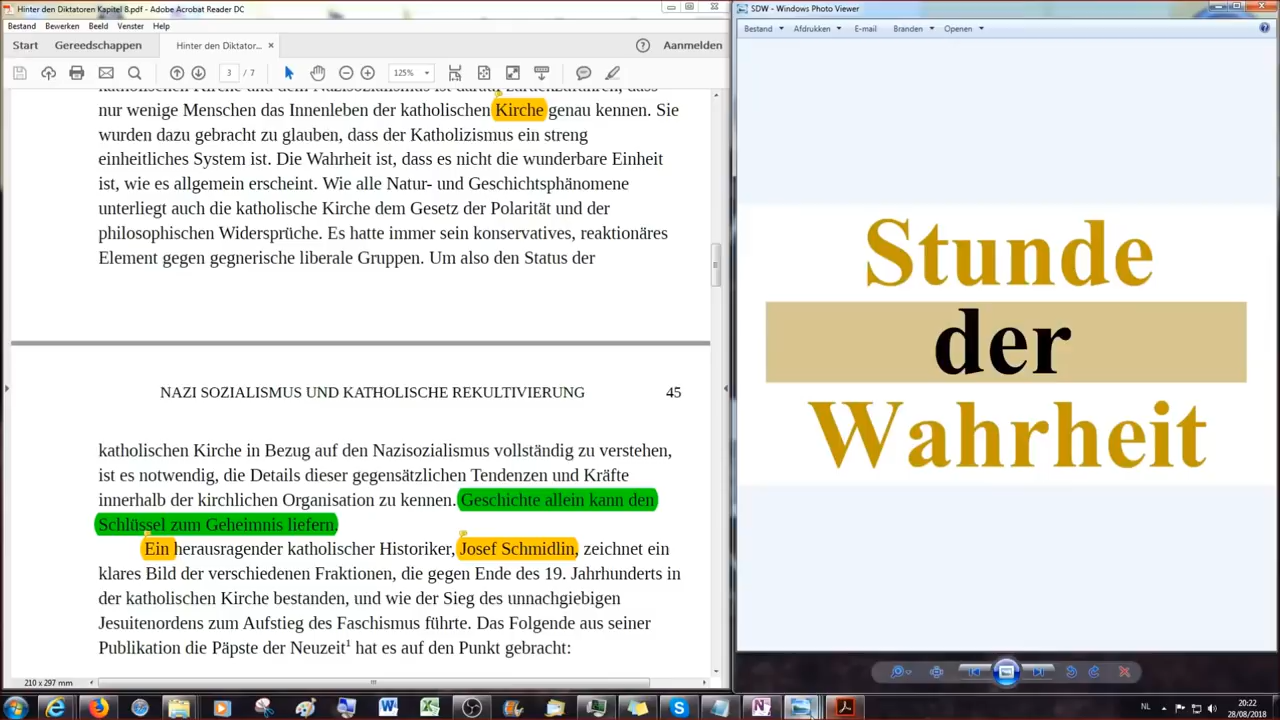 Hinter den Diktatoren Kapitel 8.pdf - Adobe Acrobat Reader DC
Bestand Bewerken Beeld Venster Help
Start Gereedschappen Hinter den Diktator... × Aanmelden
3 / 7 125%
nur wenige Menschen das Innenleben der katholischen Kirche genau kennen. Sie
wurden dazu gebracht zu glauben, dass der Katholizismus ein streng
einheitliches System ist. Die Wahrheit ist, dass es nicht die wunderbare Einheit
ist, wie es allgemein erscheint. Wie alle Natur- und Geschichtsphänomene
unterliegt auch die katholische Kirche dem Gesetz der Polarität und der
philosophischen Widersprüche. Es hatte immer sein konservatives, reaktionäres
Element gegen gegnerische liberale Gruppen. Um also den Status der
NAZI SOZIALISMUS UND KATHOLISCHE REKULTIVIERUNG 45
katholischen Kirche in Bezug auf den Nazisozialismus vollständig zu verstehen,
ist es notwendig, die Details dieser gegensätzlichen Tendenzen und Kräfte
innerhalb der kirchlichen Organisation zu kennen. Geschichte allein kann den
Schlüssel zum Geheimnis liefern.
Ein herausragender katholischer Historiker, Josef Schmidlin, zeichnet ein
klares Bild der verschiedenen Fraktionen, die gegen Ende des 19. Jahrhunderts in
der katholischen Kirche bestanden, und wie der Sieg des unnachgiebigen
Jesuitenordens zum Aufstieg des Faschismus führte. Das Folgende aus seiner
Publikation die Päpste der Neuzeit¹ hat es auf den Punkt gebracht:
210 x 297 mm
SDW - Windows Photo Viewer
Bestand Afdrukken E-mail Branden Openen
Stunde
der
Wahrheit
NL 20:22
28/08/2018